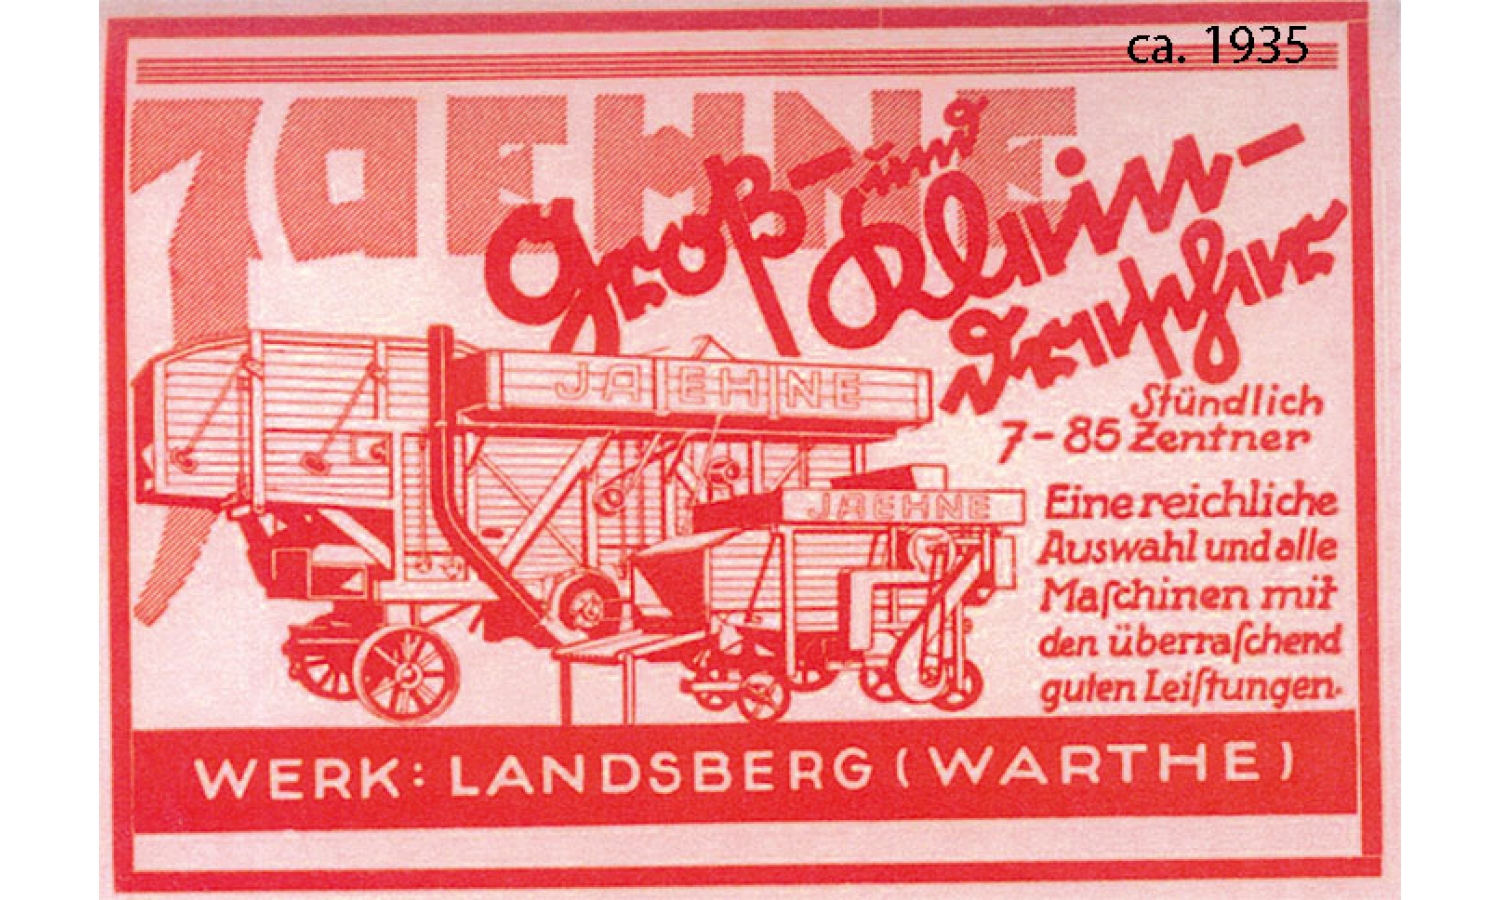 ca. 1935
JAEHNE
Groß- und
Klein-
Drescher
JAEHNE
Stündlich
7-85 Zentner
JAEHNE
Eine reichliche
Auswahl und alle
Maſchinen mit
den überraſchend
guten Leiſtungen.
WERK: LANDSBERG (WARTHE)